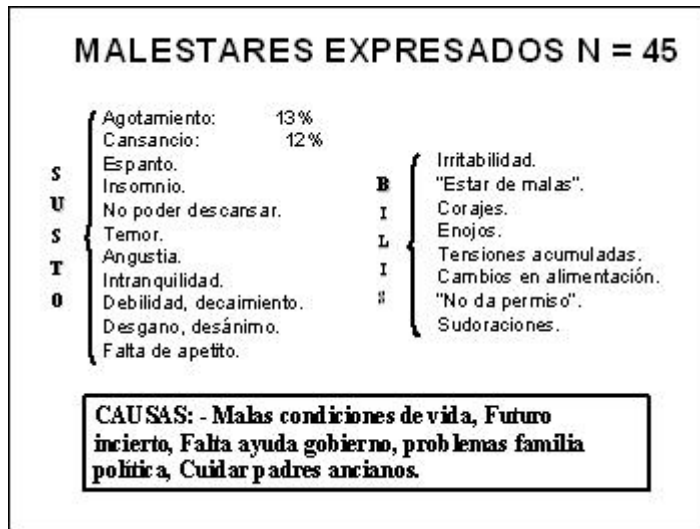 MALESTARES EXPRESADOS N = 45
SUSTO
Agotamiento: 13%
Cansancio: 12%
Espanto.
Insomnio.
No poder descansar.
Temor.
Angustia.
Intranquilidad.
Debilidad, decaimiento.
Desgano, desánimo.
Falta de apetito.
BILIS
Irritabilidad.
"Estar de malas".
Corajes.
Enojos.
Tensiones acumuladas.
Cambios en alimentación.
"No da permiso".
Sudoraciones.
CAUSAS: - Malas condiciones de vida, Futuro
incierto, Falta ayuda gobierno, problemas familia
política, Cuidar padres ancianos.